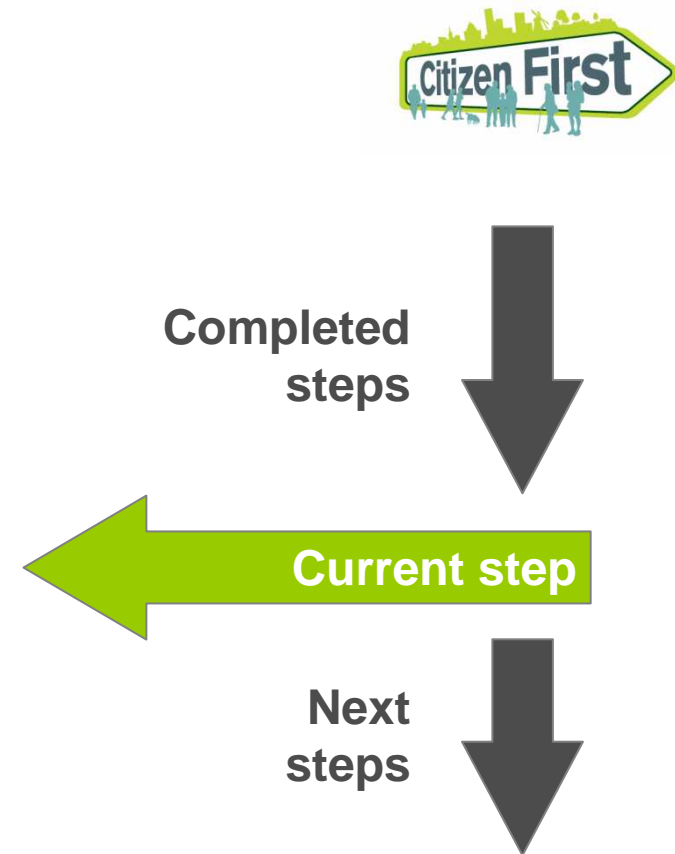 Citizen First
Completed
steps
Current step
Next
steps